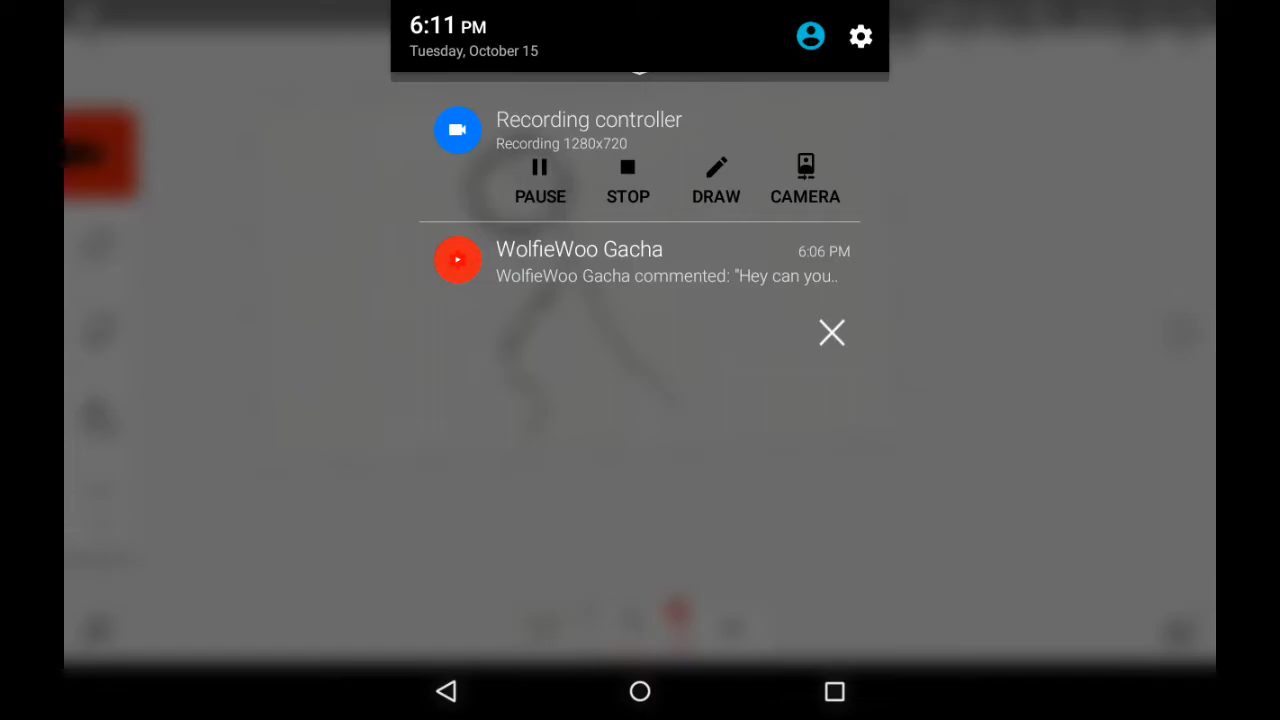 6:11 PM
Tuesday, October 15
Recording controller
Recording 1280x720
PAUSE STOP DRAW CAMERA
WolfieWoo Gacha 6:06 PM
WolfieWoo Gacha commented: "Hey can you..